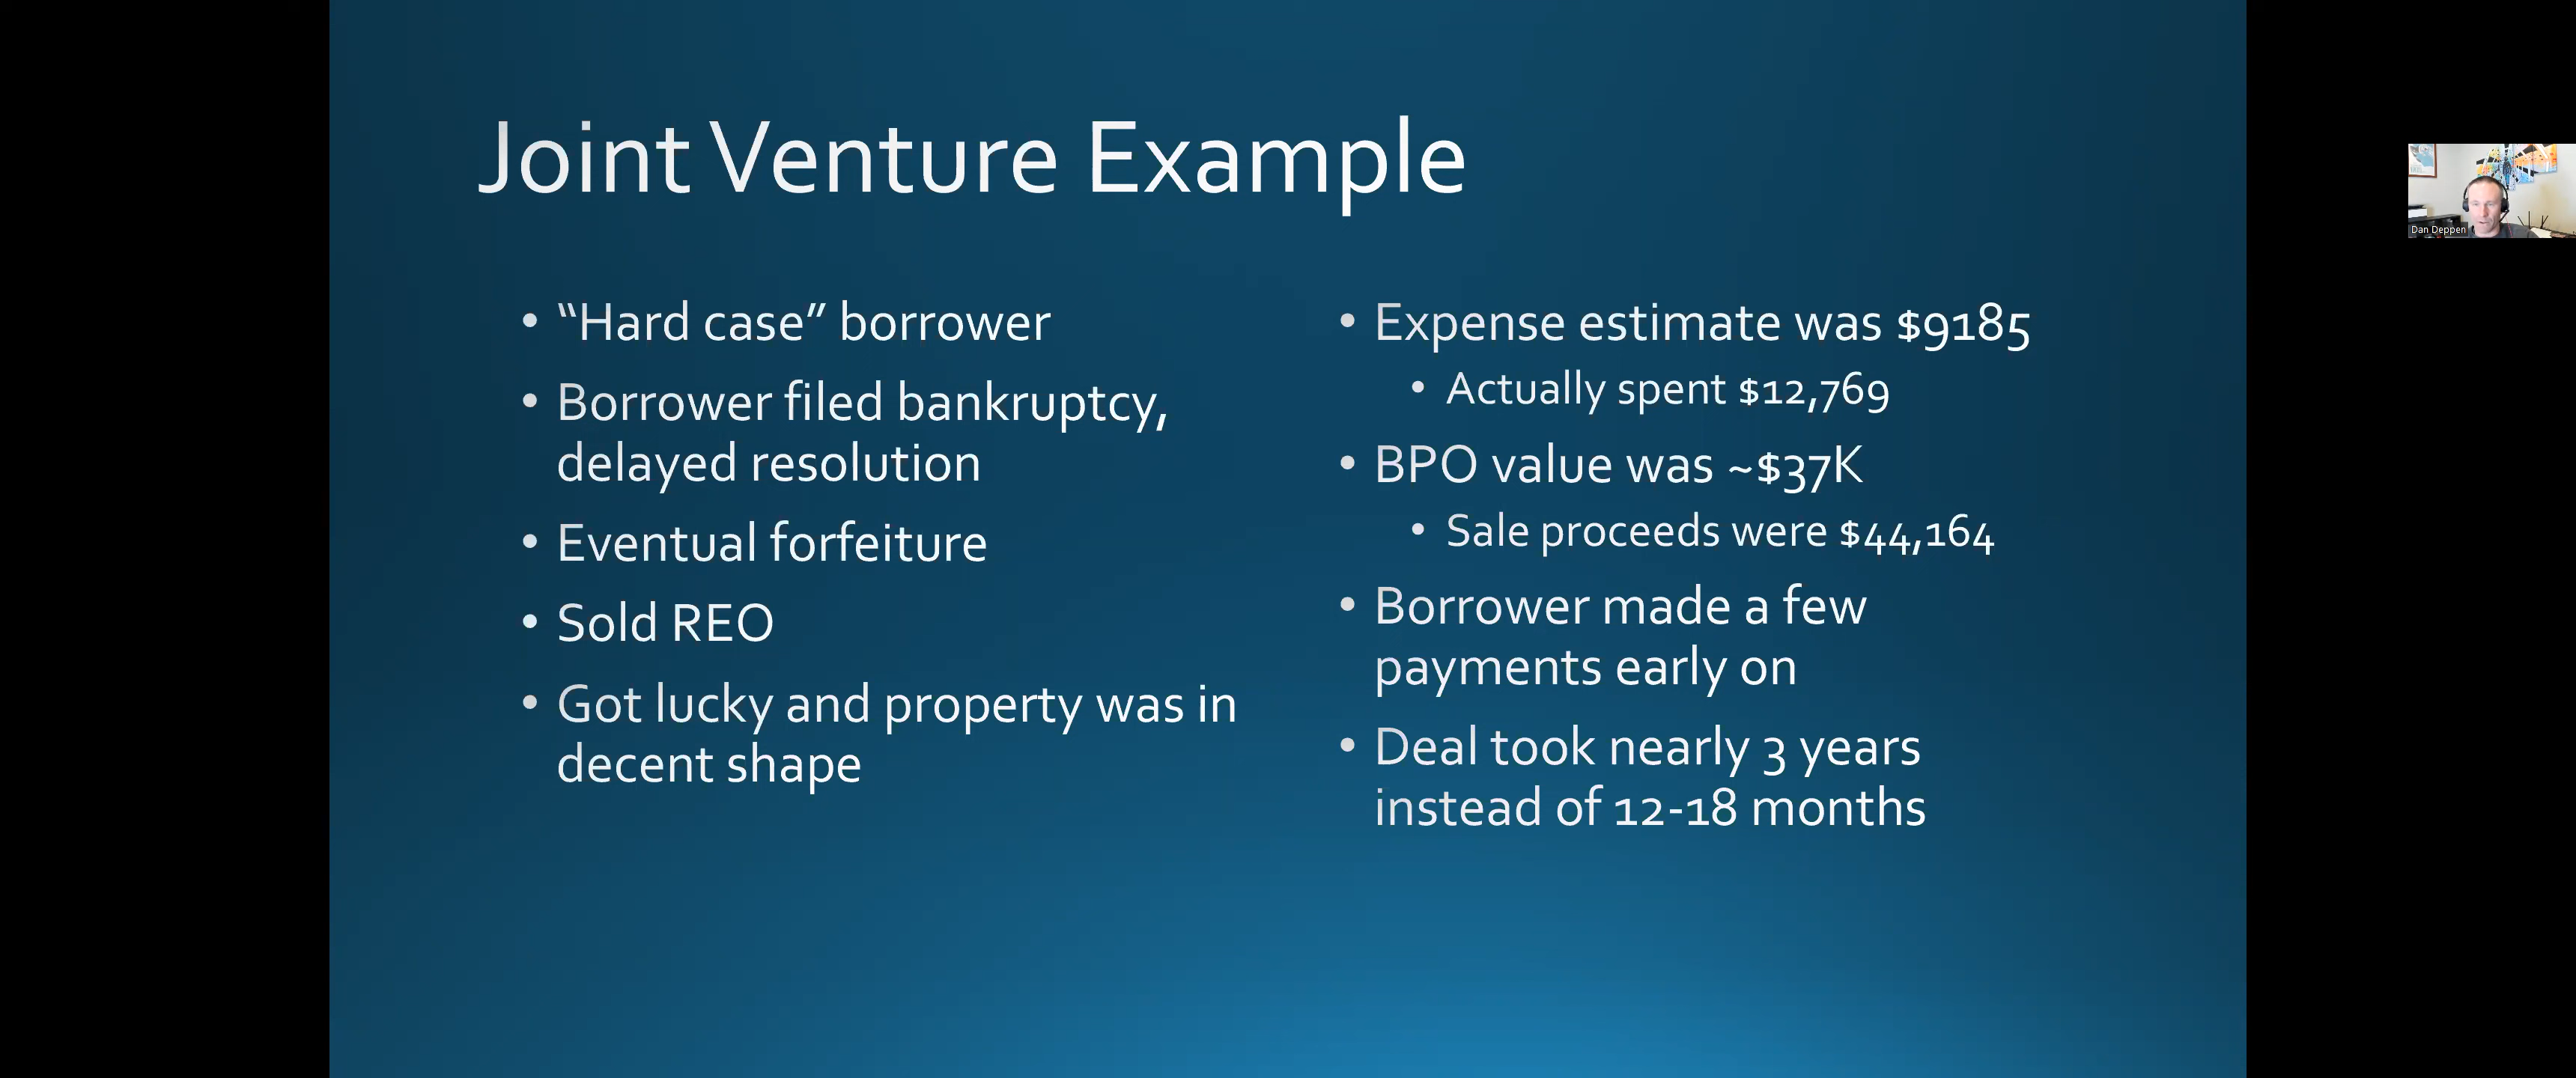 Joint Venture Example
• “Hard case” borrower
• Borrower filed bankruptcy,
delayed resolution
• Eventual forfeiture
• Sold REO
• Got lucky and property was in
decent shape
• Expense estimate was $9185
• Actually spent $12,769
• BPO value was ~$37K
• Sale proceeds were $44,164
• Borrower made a few
payments early on
• Deal took nearly 3 years
instead of 12-18 months
Dan Deppen